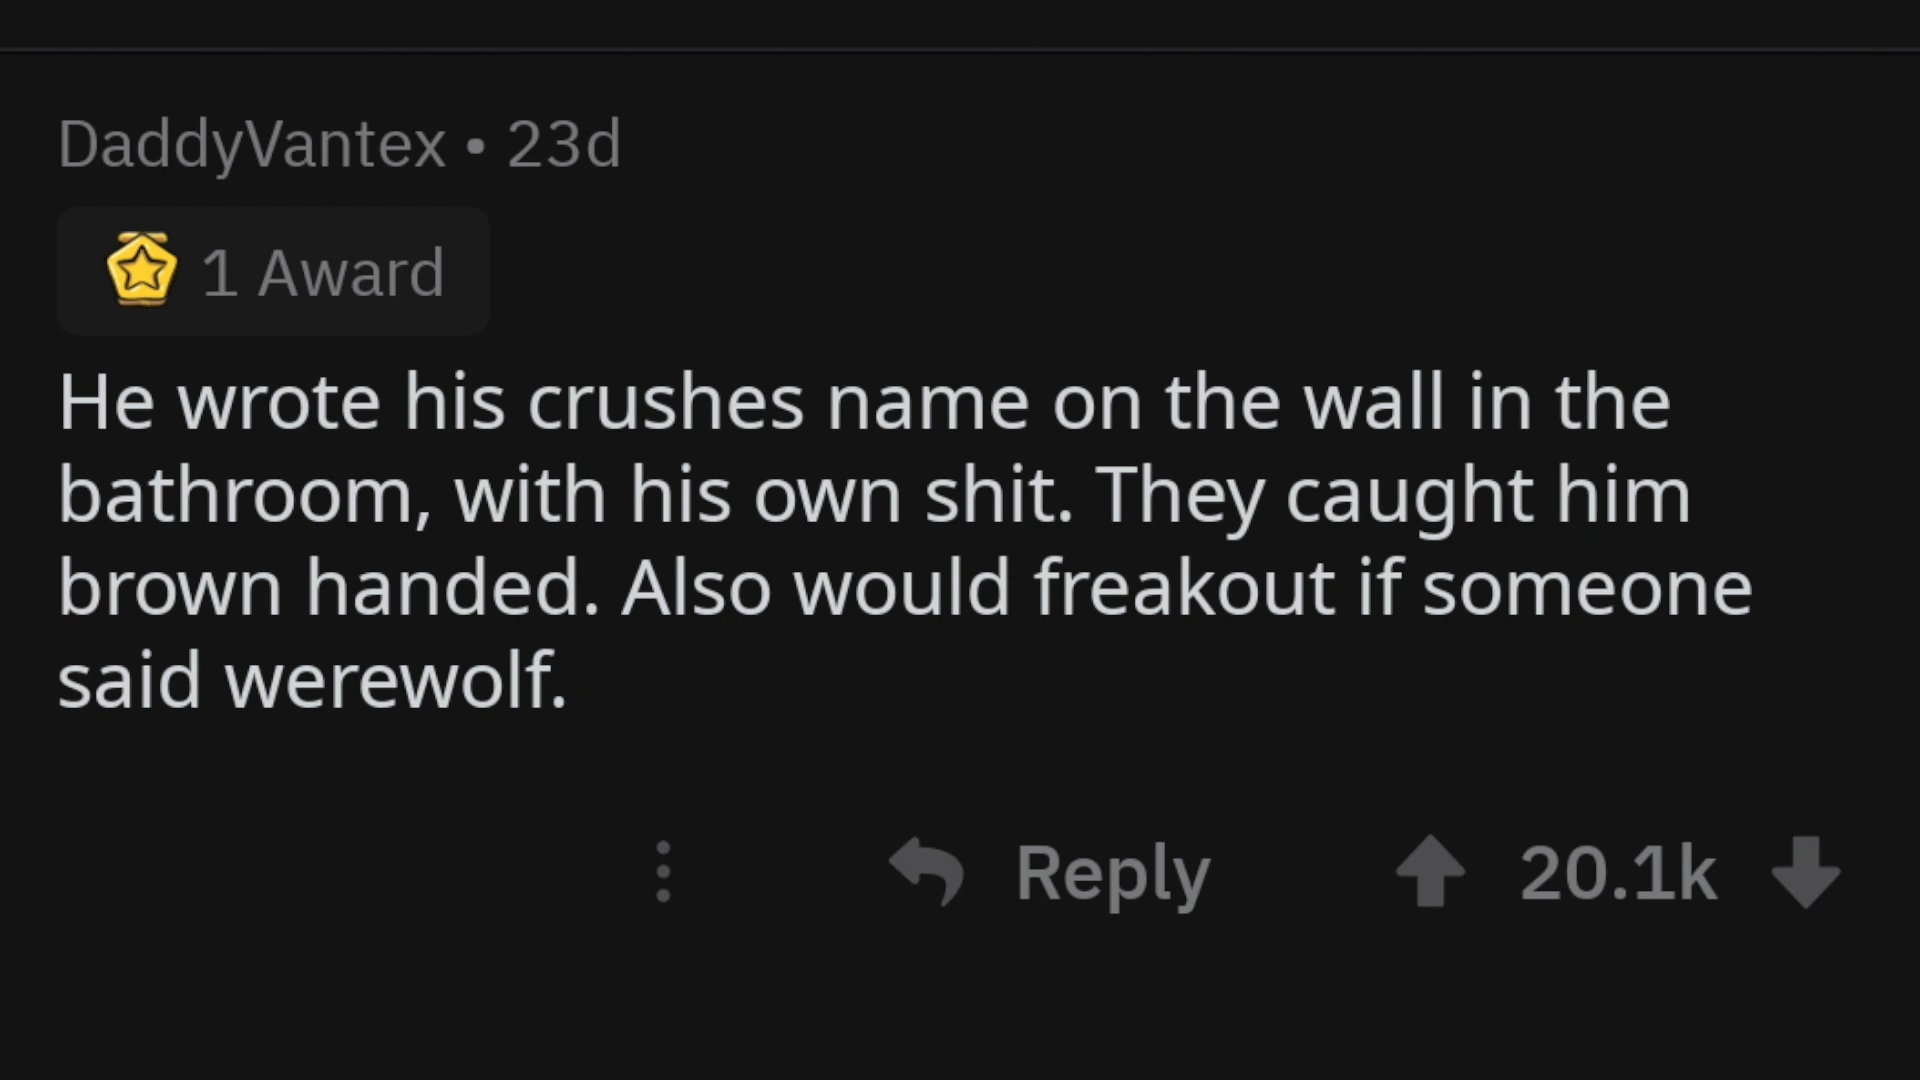 DaddyVantex • 23d
1 Award
He wrote his crushes name on the wall in the
bathroom, with his own shit. They caught him
brown handed. Also would freakout if someone
said werewolf.
Reply 20.1k